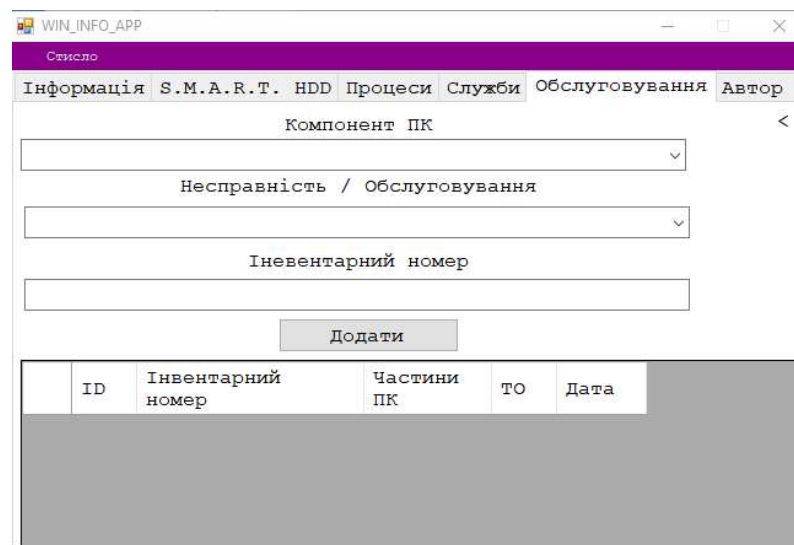 WIN_INFO_APP
Стисло
Інформація S.M.A.R.T. HDD Процеси Служби Обслуговування Автор
Компонент ПК <
Несправність / Обслуговування
Іневентарний номер
Додати
ID Інвентарний номер Частини ПК ТО Дата